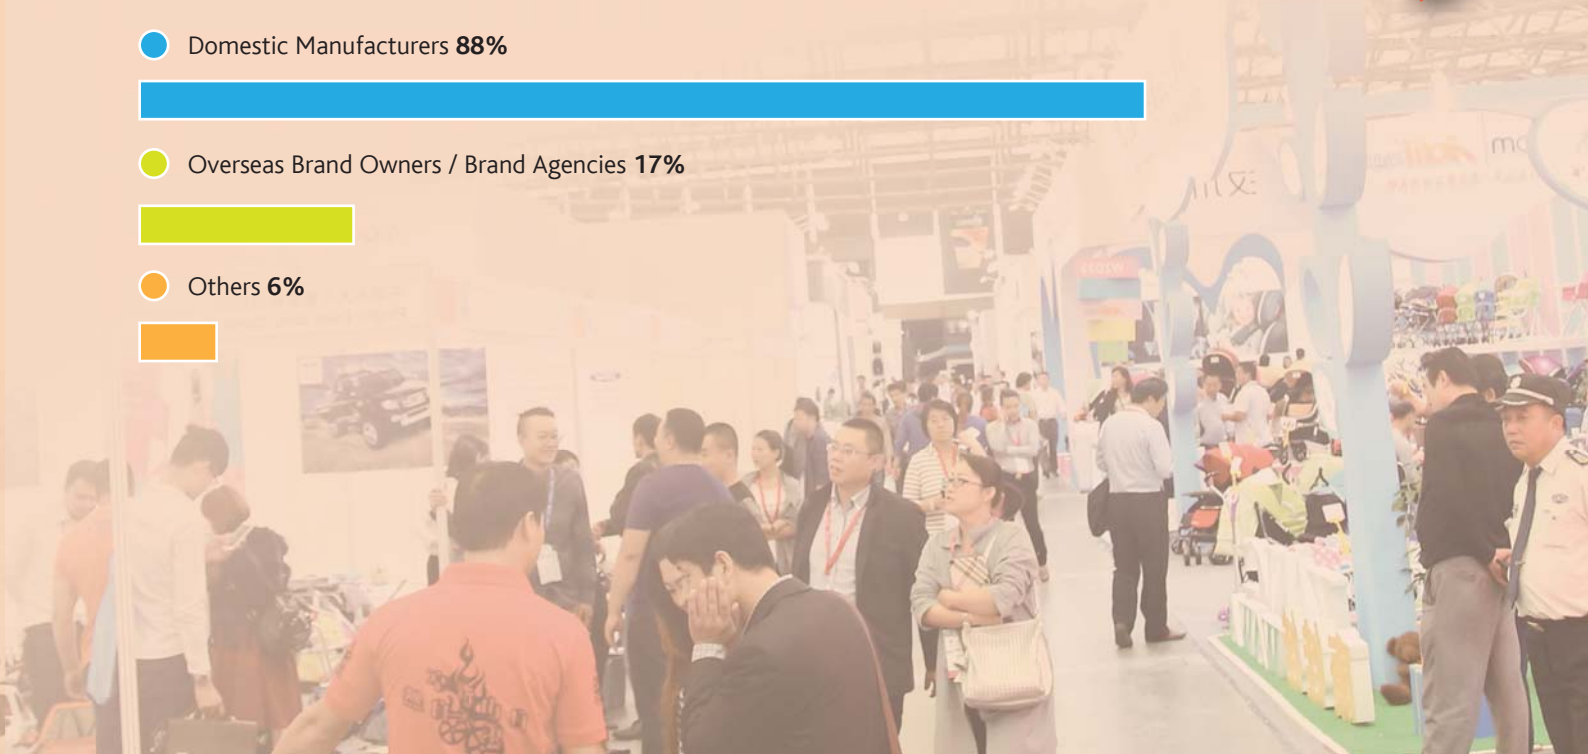 Domestic Manufacturers 88%
Overseas Brand Owners / Brand Agencies 17%
Others 6%